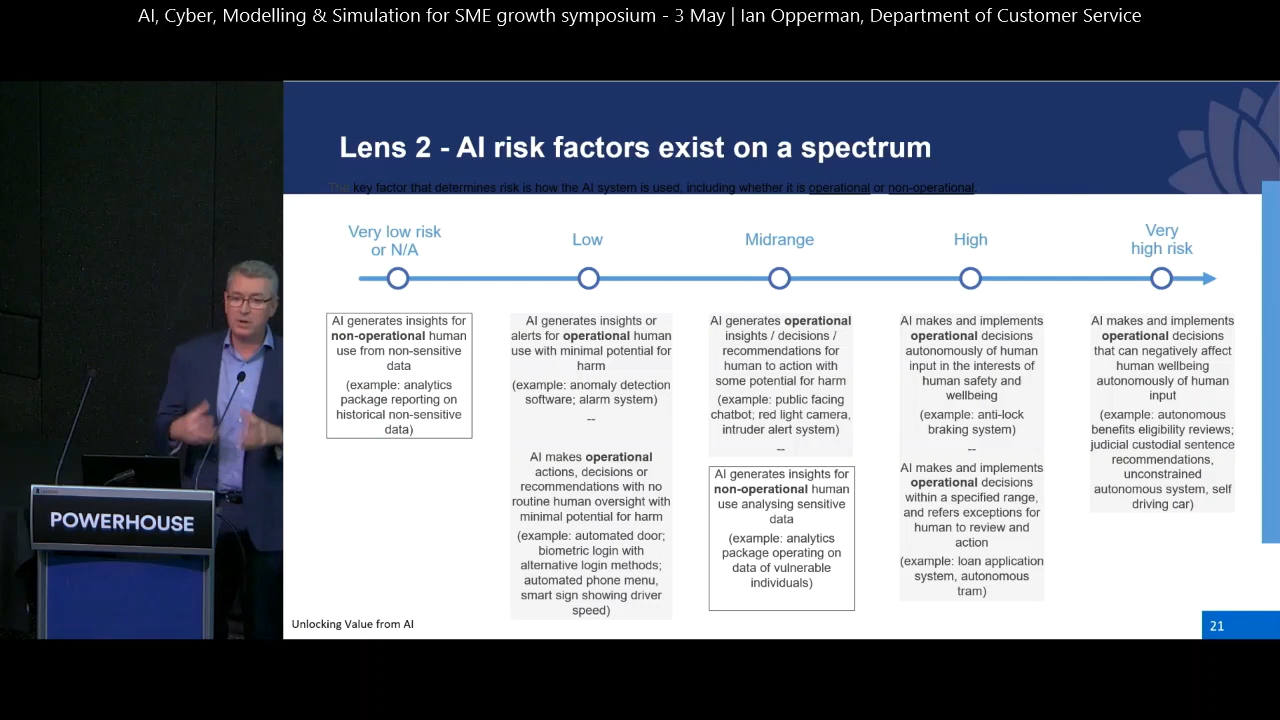 AI, Cyber, Modelling & Simulation for SME growth symposium - 3 May | Ian Opperman, Department of Customer Service
Lens 2 - AI risk factors exist on a spectrum
The key factor that determines risk is how the AI system is used, including whether it is operational or non-operational.
Very low risk
or N/A
Low
Midrange
High
Very
high risk
AI generates insights for
non-operational human
use from non-sensitive
data
(example: analytics
package reporting on
historical non-sensitive
data)
AI generates insights or
alerts for operational human
use with minimal potential for
harm
(example: anomaly detection
software; alarm system)
--
AI makes operational
actions, decisions or
recommendations with no
routine human oversight with
minimal potential for harm
(example: automated door;
biometric login with
alternative login methods;
automated phone menu,
smart sign showing driver
speed)
AI generates operational
insights / decisions /
recommendations for
human to action with
some potential for harm
(example: public facing
chatbot; red light camera,
intruder alert system)
--
AI generates insights for
non-operational human
use analysing sensitive
data
(example: analytics
package operating on
data of vulnerable
individuals)
AI makes and implements
operational decisions
autonomously of human
input in the interests of
human safety and
wellbeing
(example: anti-lock
braking system)
--
AI makes and implements
operational decisions
within a specified range,
and refers exceptions for
human to review and
action
(example: loan application
system, autonomous
tram)
AI makes and implements
operational decisions
that can negatively affect
human wellbeing
autonomously of human
input
(example: autonomous
benefits eligibility reviews;
judicial custodial sentence
recommendations,
unconstrained
autonomous system, self
driving car)
POWERHOUSE
Unlocking Value from AI
21